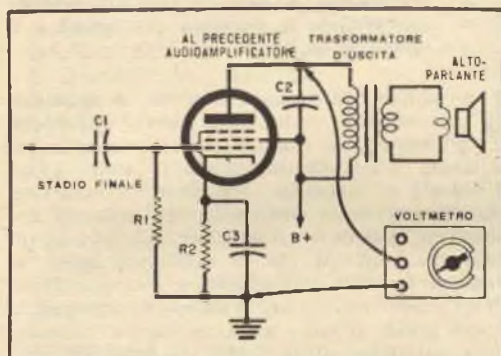 AL PRECEDENTE
AUDIOAMPLIFICATORE
TRASFORMATORE
D'USCITA
ALTO-
PARLANTE
C1
C2
STADIO FINALE
R1
R2
C3
B+
VOLTMETRO